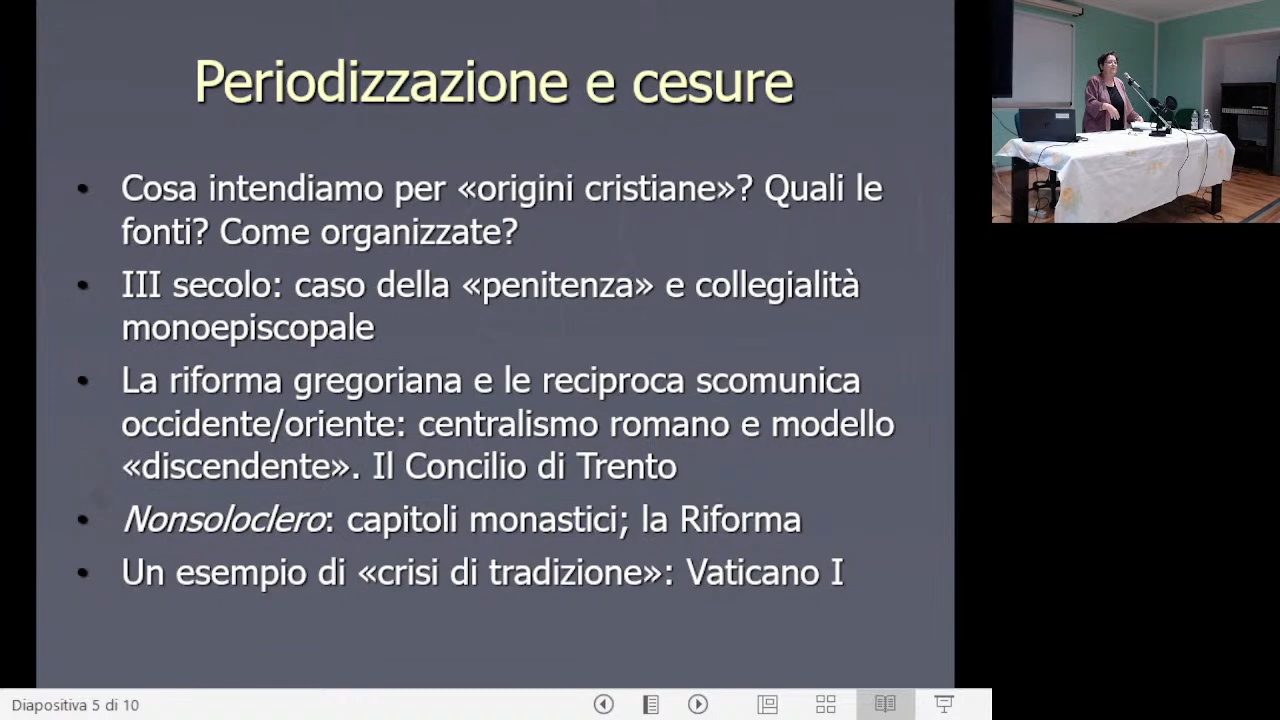 Periodizzazione e cesure
• Cosa intendiamo per «origini cristiane»? Quali le
fonti? Come organizzate?
• III secolo: caso della «penitenza» e collegialità
monoepiscopale
• La riforma gregoriana e le reciproca scomunica
occidente/oriente: centralismo romano e modello
«discendente». Il Concilio di Trento
• Nonsoloclero: capitoli monastici; la Riforma
• Un esempio di «crisi di tradizione»: Vaticano I
Diapositiva 5 di 10